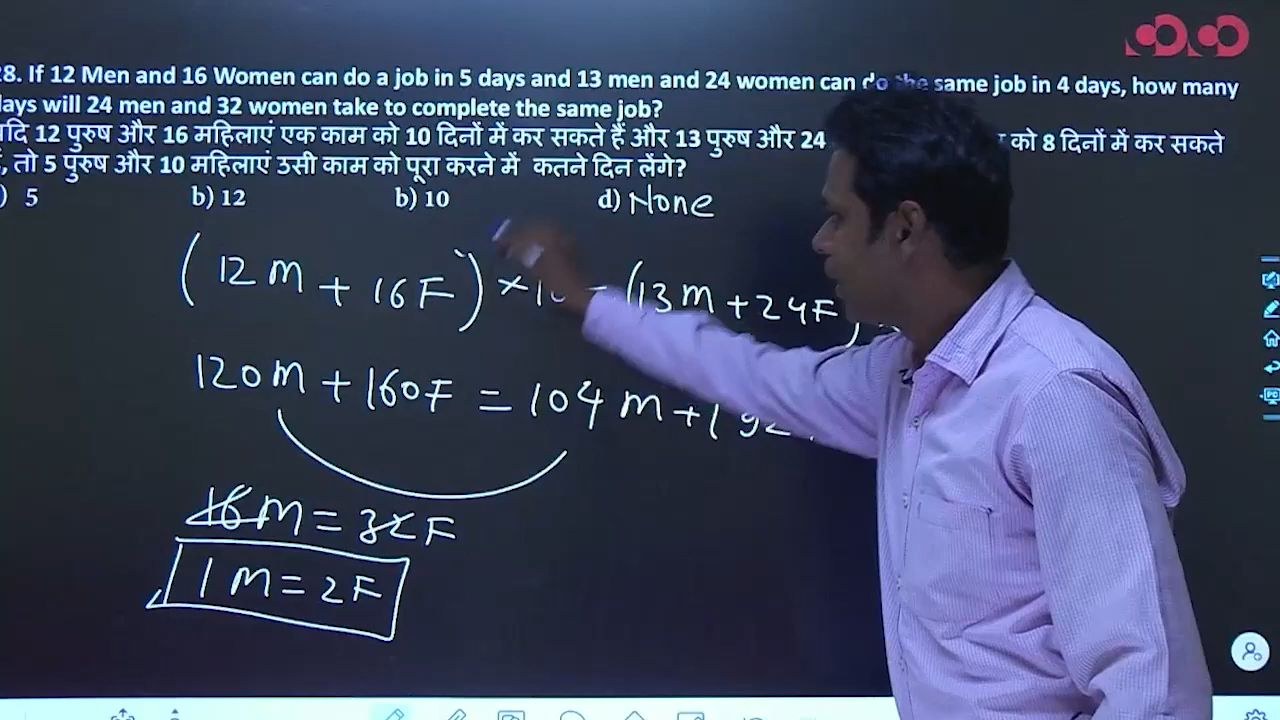 8. If 12 Men and 16 Women can do a job in 5 days and 13 men and 24 women can do the same job in 4 days, how many
days will 24 men and 32 women take to complete the same job?
यदि 12 पुरुष और 16 महिलाएं एक काम को 10 दिनों में कर सकते हैं और 13 पुरुष और 24 को 8 दिनों में कर सकते
, तो 5 पुरुष और 10 महिलाएं उसी काम को पूरा करने में कतने दिन लेंगे?
) 5 b) 12 b) 10 d) None
(12M + 16F) × (13M + 24F
120M + 160F = 104M +
16M = 32F
1M = 2F